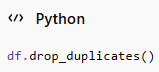 </> Python
df.drop_duplicates()